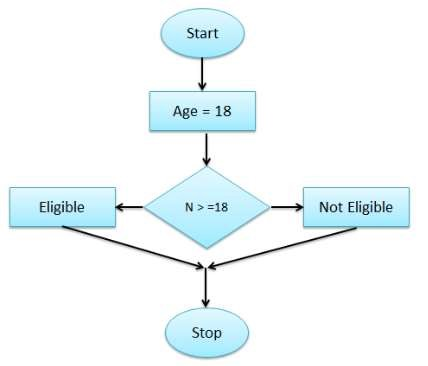 Start
Age = 18
N > =18
Eligible
Not Eligible
Stop